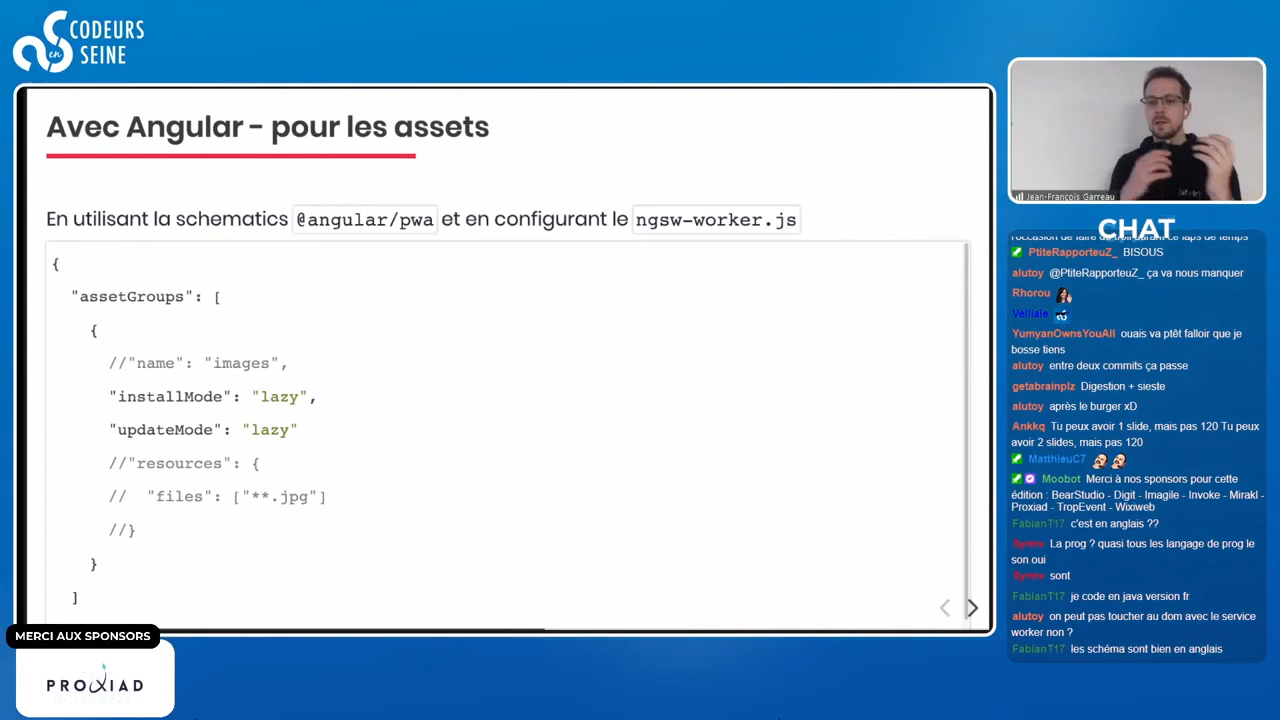 CODEURS
en
SEINE
Avec Angular - pour les assets
En utilisant la schematics @angular/pwa et en configurant le ngsw-worker.js
{
"assetGroups": [
{
//"name": "images",
"installMode": "lazy",
"updateMode": "lazy"
//"resources": {
// "files": ["**.jpg"]
//}
}
]
MERCI AUX SPONSORS
PROXIAD
Jean-François Garreau
CHAT
PtiteRapporteuZ_ BISOUS
alutoy @PtiteRapporteuZ_ ça va nous manquer
Rhorou
Velliale
YumyanOwnsYouAll ouais va ptêt falloir que je
bosse tiens
alutoy entre deux commits ça passe
getabrainplz Digestion + sieste
alutoy après le burger xD
Ankkq Tu peux avoir 1 slide, mais pas 120 Tu peux
avoir 2 slides, mais pas 120
MatthieuC7
Moobot Merci à nos sponsors pour cette
édition : BearStudio - Digit - Imagile - Invoke - Mirakl -
Proxiad - TropEvent - Wixiweb
FabianT17 c'est en anglais ??
La prog ? quasi tous les langage de prog le
son oui
sont
FabianT17 je code en java version fr
alutoy on peut pas toucher au dom avec le service
worker non ?
FabianT17 les schéma sont bien en anglais